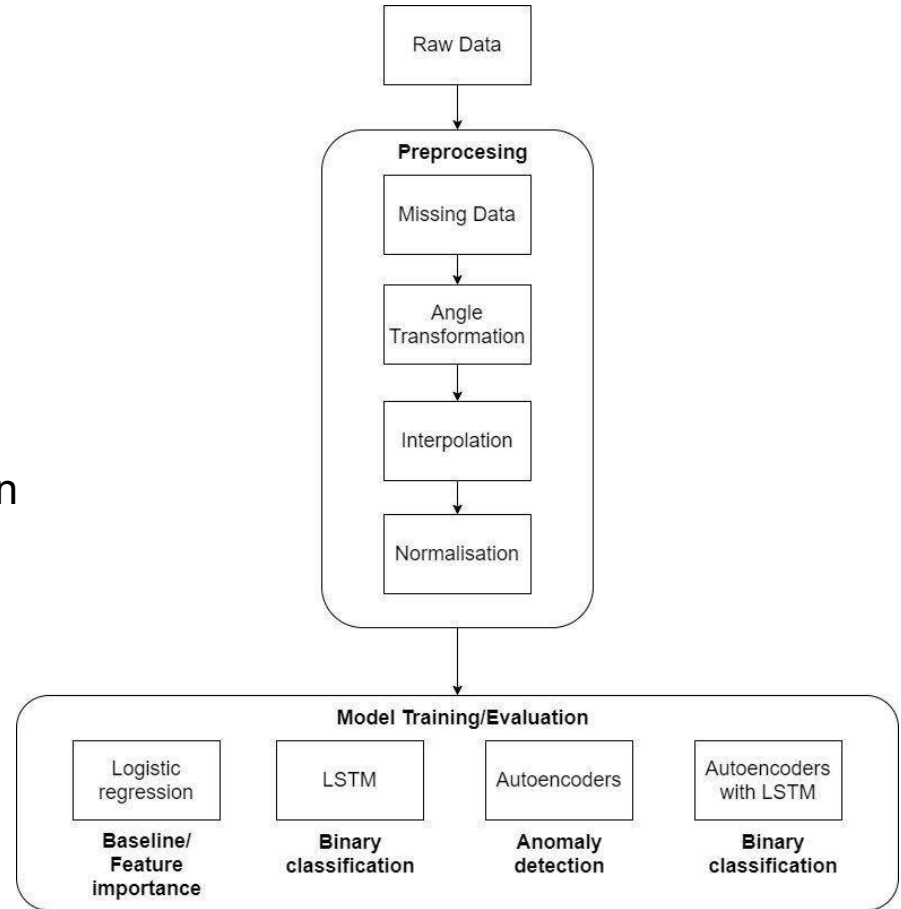 Raw Data
Preprocesing
Missing Data
Angle
Transformation
Interpolation
n
Normalisation
Model Training/Evaluation
Logistic
regression
Baseline/
Feature
importance
LSTM
Binary
classification
Autoencoders
Anomaly
detection
Autoencoders
with LSTM
Binary
classification